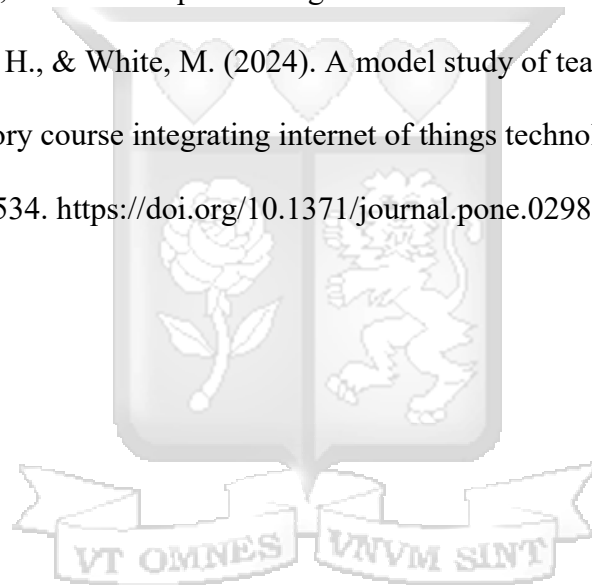 H., & White, M. (2024). A model study of tea
ory course integrating internet of things techno
534. https://doi.org/10.1371/journal.pone.0298
VT OMNES VNVM SINT